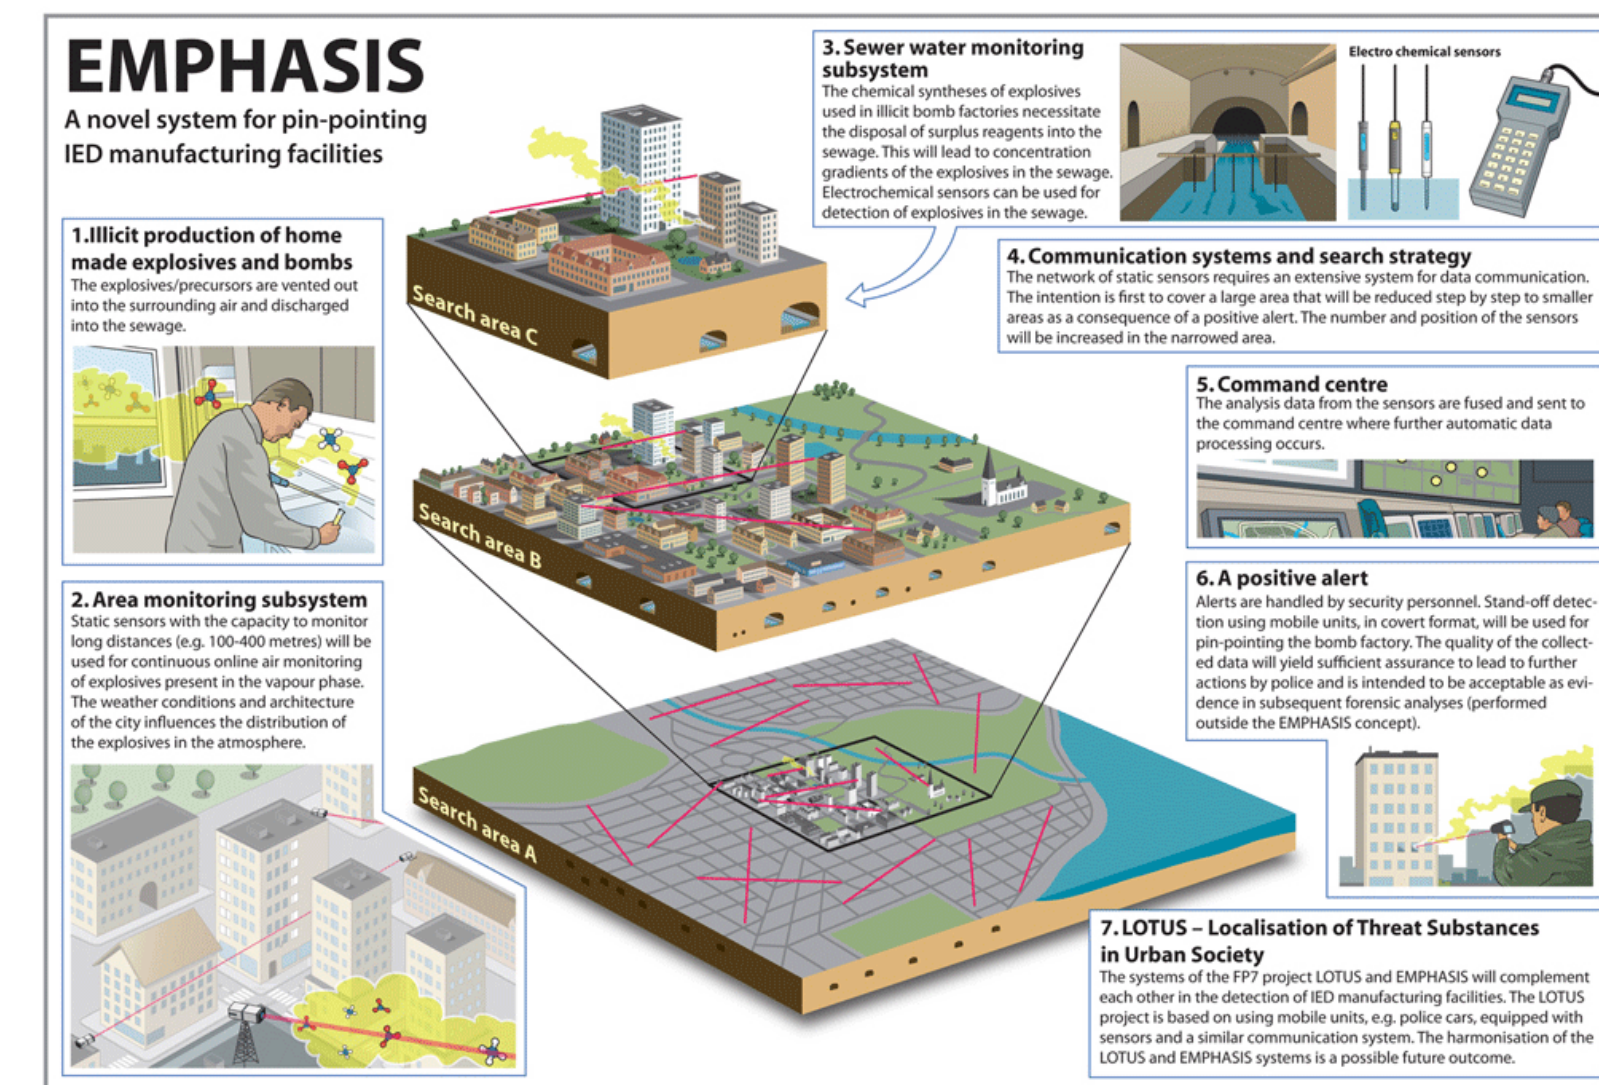 EMPHASIS
A novel system for pin-pointing
IED manufacturing facilities
1.Illicit production of home
made explosives and bombs
The explosives/precursors are vented out
into the surrounding air and discharged
into the sewage.
2. Area monitoring subsystem
Static sensors with the capacity to monitor
long distances (e.g. 100-400 metres) will be
used for continuous online air monitoring
of explosives present in the vapour phase.
The weather conditions and architecture
of the city influences the distribution of
the explosives in the atmosphere.
Search area C
Search area B
Search area A
3. Sewer water monitoring
subsystem
The chemical syntheses of explosives
used in illicit bomb factories necessitate
the disposal of surplus reagents into the
sewage. This will lead to concentration
gradients of the explosives in the sewage.
Electrochemical sensors can be used for
detection of explosives in the sewage.
Electro chemical sensors
4. Communication systems and search strategy
The network of static sensors requires an extensive system for data communication.
The intention is first to cover a large area that will be reduced step by step to smaller
areas as a consequence of a positive alert. The number and position of the sensors
will be increased in the narrowed area.
5. Command centre
The analysis data from the sensors are fused and sent to
the command centre where further automatic data
processing occurs.
6. A positive alert
Alerts are handled by security personnel. Stand-off detec-
tion using mobile units, in covert format, will be used for
pin-pointing the bomb factory. The quality of the collect-
ed data will yield sufficient assurance to lead to further
actions by police and is intended to be acceptable as evi-
dence in subsequent forensic analyses (performed
outside the EMPHASIS concept).
7. LOTUS – Localisation of Threat Substances
in Urban Society
The systems of the FP7 project LOTUS and EMPHASIS will complement
each other in the detection of IED manufacturing facilities. The LOTUS
project is based on using mobile units, e.g. police cars, equipped with
sensors and a similar communication system. The harmonisation of the
LOTUS and EMPHASIS systems is a possible future outcome.